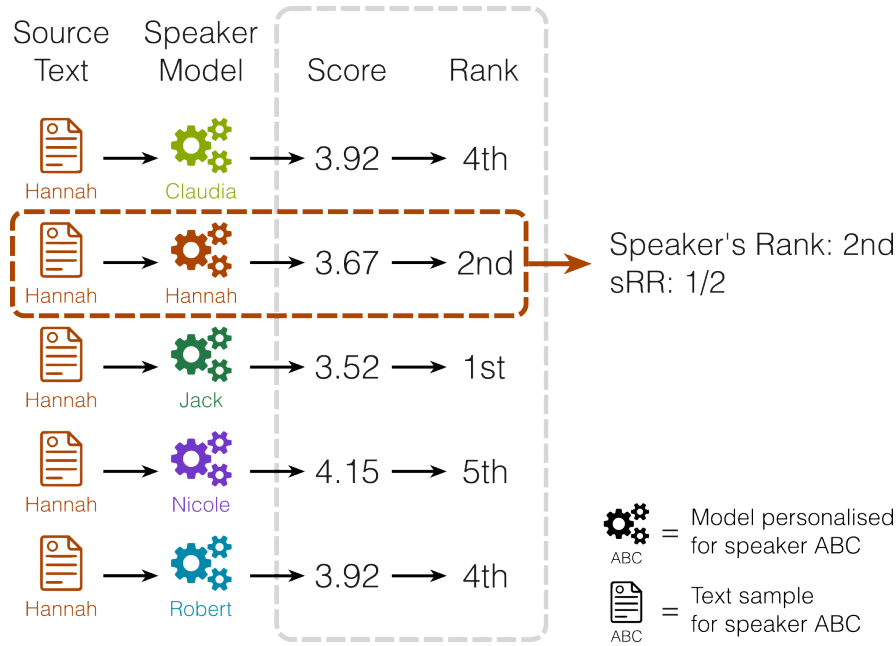 Source Text
Speaker Model
Score
Rank
Hannah
Claudia
3.92
4th
Hannah
Hannah
3.67
2nd
Speaker's Rank: 2nd
sRR: 1/2
Hannah
Jack
3.52
1st
Hannah
Nicole
4.15
5th
Hannah
Robert
3.92
4th
ABC
=
Model personalised
for speaker ABC
ABC
=
Text sample
for speaker ABC